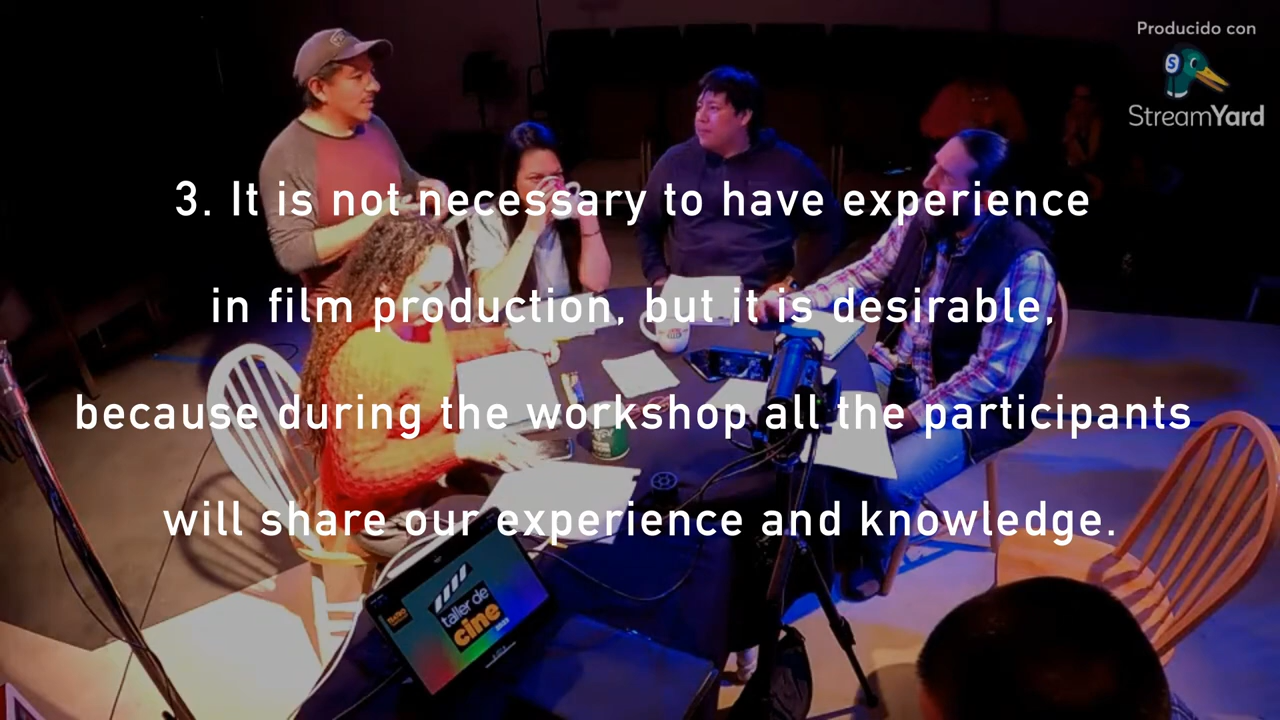 Producido con
StreamYard
3. It is not necessary to have experience
in film production, but it is desirable,
because during the workshop all the participants
will share our experience and knowledge.
taller de
cine